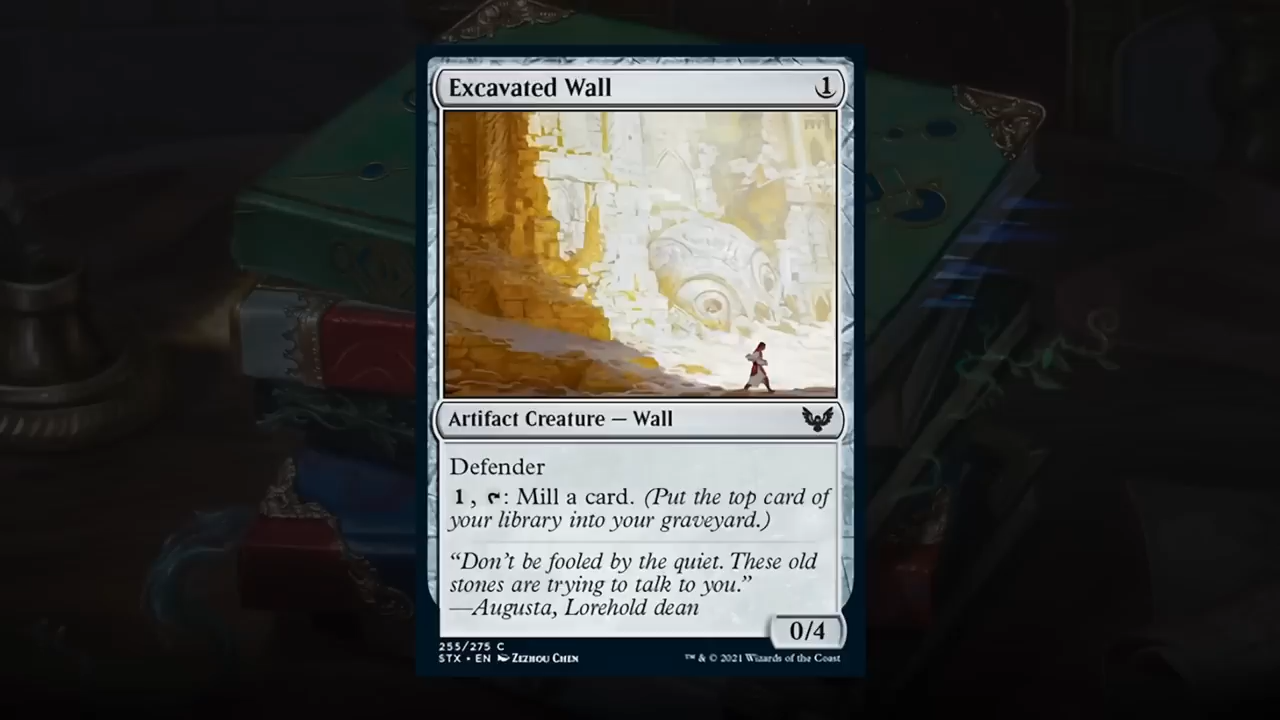 Excavated Wall 1
Artifact Creature — Wall
Defender
1, : Mill a card. (Put the top card of
your library into your graveyard.)
“Don’t be fooled by the quiet. These old
stones are trying to talk to you.”
—Augusta, Lorehold dean
0/4
255/275 C
STX • EN Zezhou Chen
™ & © 2021 Wizards of the Coast